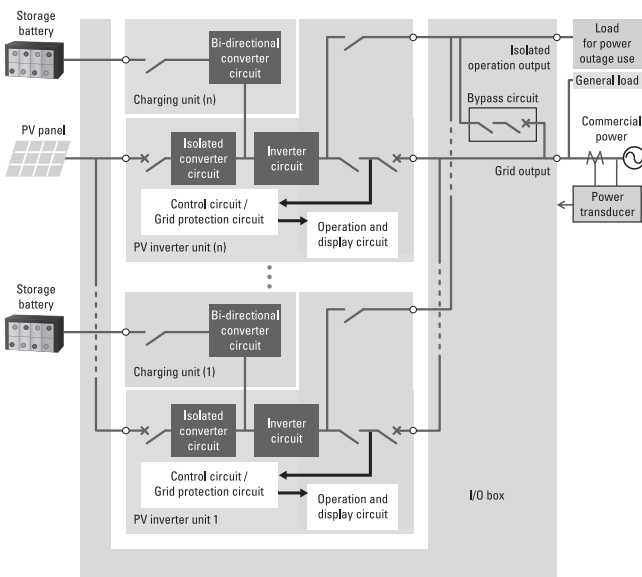 Storage
battery
Bi-directional
converter
circuit
Charging unit (n)
Isolated
operation output
Load
for power
outage use
General load
Bypass circuit
Commercial
power
PV panel
Isolated
converter
circuit
Inverter
circuit
Grid output
Power
transducer
Control circuit /
Grid protection circuit
Operation and
display circuit
PV inverter unit (n)
Storage
battery
Bi-directional
converter
circuit
Charging unit (1)
Isolated
converter
circuit
Inverter
circuit
Control circuit /
Grid protection circuit
Operation and
display circuit
PV inverter unit 1
I/O box